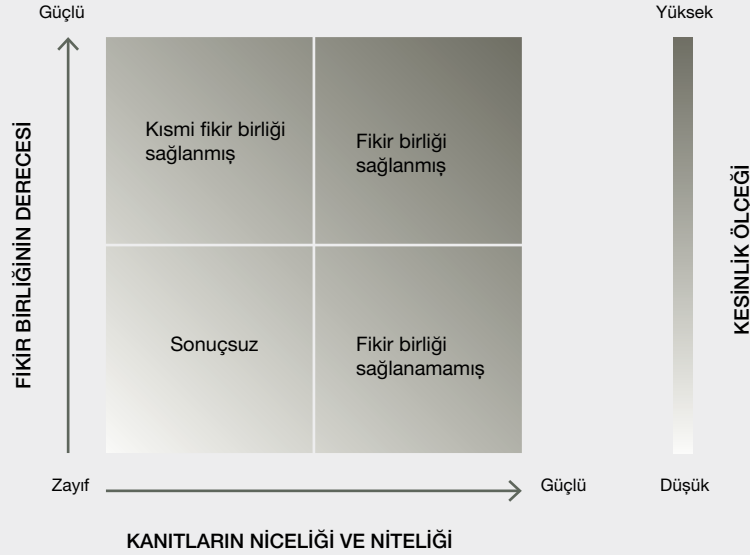 Güçlü
Yüksek
FİKİR BİRLİĞİNİN DERECESİ
Kısmi fikir birliği
sağlanmış
Fikir birliği
sağlanmış
Sonuçsuz
Fikir birliği
sağlanamamış
KESİNLİK ÖLÇEĞİ
Zayıf
Güçlü
Düşük
KANITLARIN NİCELİĞİ VE NİTELİĞİ